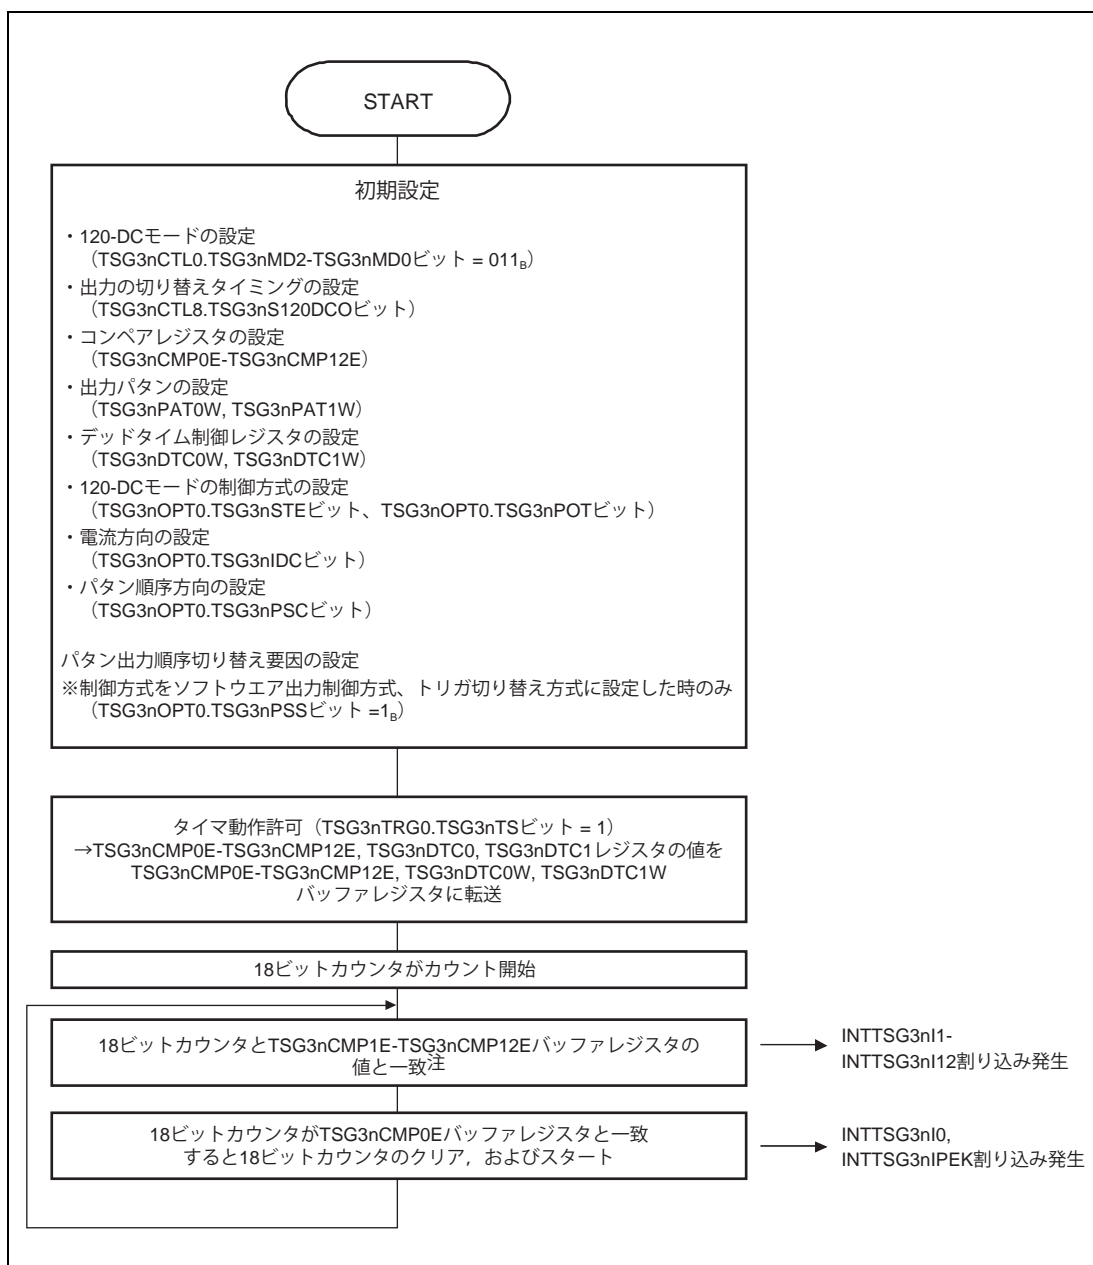 START
初期設定
・120-DCモードの設定
（TSG3nCTL0.TSG3nMD2-TSG3nMD0ビット = 011B）
・出力の切り替えタイミングの設定
（TSG3nCTL8.TSG3nS120DCOビット）
・コンペアレジスタの設定
（TSG3nCMP0E-TSG3nCMP12E）
・出力パタンの設定
（TSG3nPAT0W, TSG3nPAT1W）
・デッドタイム制御レジスタの設定
（TSG3nDTC0W, TSG3nDTC1W）
・120-DCモードの制御方式の設定
（TSG3nOPT0.TSG3nSTEビット、TSG3nOPT0.TSG3nPOTビット）
・電流方向の設定
（TSG3nOPT0.TSG3nIDCビット）
・パタン順序方向の設定
（TSG3nOPT0.TSG3nPSCビット）
パタン出力順序切り替え要因の設定
※制御方式をソフトウエア出力制御方式、トリガ切り替え方式に設定した時のみ
（TSG3nOPT0.TSG3nPSSビット =1B）
タイマ動作許可（TSG3nTRG0.TSG3nTSビット = 1）
→TSG3nCMP0E-TSG3nCMP12E, TSG3nDTC0, TSG3nDTC1レジスタの値を
TSG3nCMP0E-TSG3nCMP12E, TSG3nDTC0W, TSG3nDTC1W
バッファレジスタに転送
18ビットカウンタがカウント開始
18ビットカウンタとTSG3nCMP1E-TSG3nCMP12Eバッファレジスタの
値と一致注
INTTSG3nI1-
INTTSG3nI12割り込み発生
18ビットカウンタがTSG3nCMP0Eバッファレジスタと一致
すると18ビットカウンタのクリア，およびスタート
INTTSG3nI0,
INTTSG3nIPEK割り込み発生